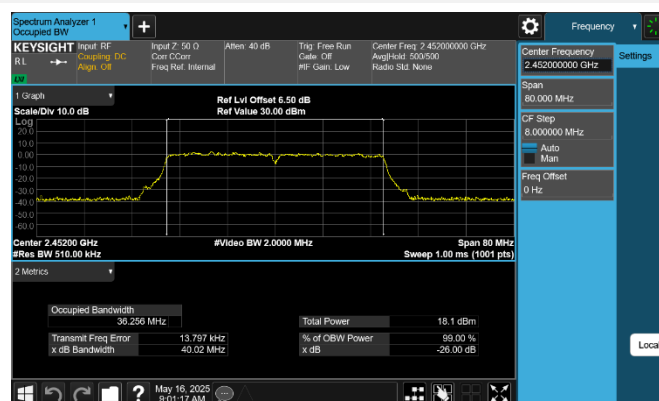 Spectrum Analyzer 1
Occupied BW
Frequency
KEYSIGHT
RL
LXI
Input: RF
Coupling: DC
Align: Off
Input Z: 50 Ω
Corr CCorr
Freq Ref: Internal
Atten: 40 dB
Trig: Free Run
Gate: Off
#IF Gain: Low
Center Freq: 2.452000000 GHz
Avg|Hold: 500/500
Radio Std: None
Center Frequency
2.452000000 GHz
Settings
Span
80.000 MHz
CF Step
8.000000 MHz
Auto
Man
Freq Offset
0 Hz
Local
1 Graph
Scale/Div 10.0 dB
Ref Lvl Offset 6.50 dB
Ref Value 30.00 dBm
Log
20.0
10.0
0.00
-10.0
-20.0
-30.0
-40.0
-50.0
-60.0
Center 2.45200 GHz
#Video BW 2.0000 MHz
Span 80 MHz
#Res BW 510.00 kHz
Sweep 1.00 ms (1001 pts)
2 Metrics
Occupied Bandwidth
36.256 MHz
Total Power 18.1 dBm
Transmit Freq Error 13.797 kHz
% of OBW Power 99.00 %
x dB Bandwidth 40.02 MHz
x dB -26.00 dB
May 16, 2025
9:01:17 AM